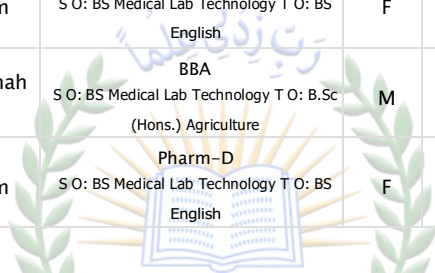 S O: BS Medical Lab Technology T O: BS F
English
رَبِّ زِدْنِي عِلْمًا
BBA
nah S O: BS Medical Lab Technology T O: B.Sc M
(Hons.) Agriculture
Pharm-D
S O: BS Medical Lab Technology T O: BS F
English